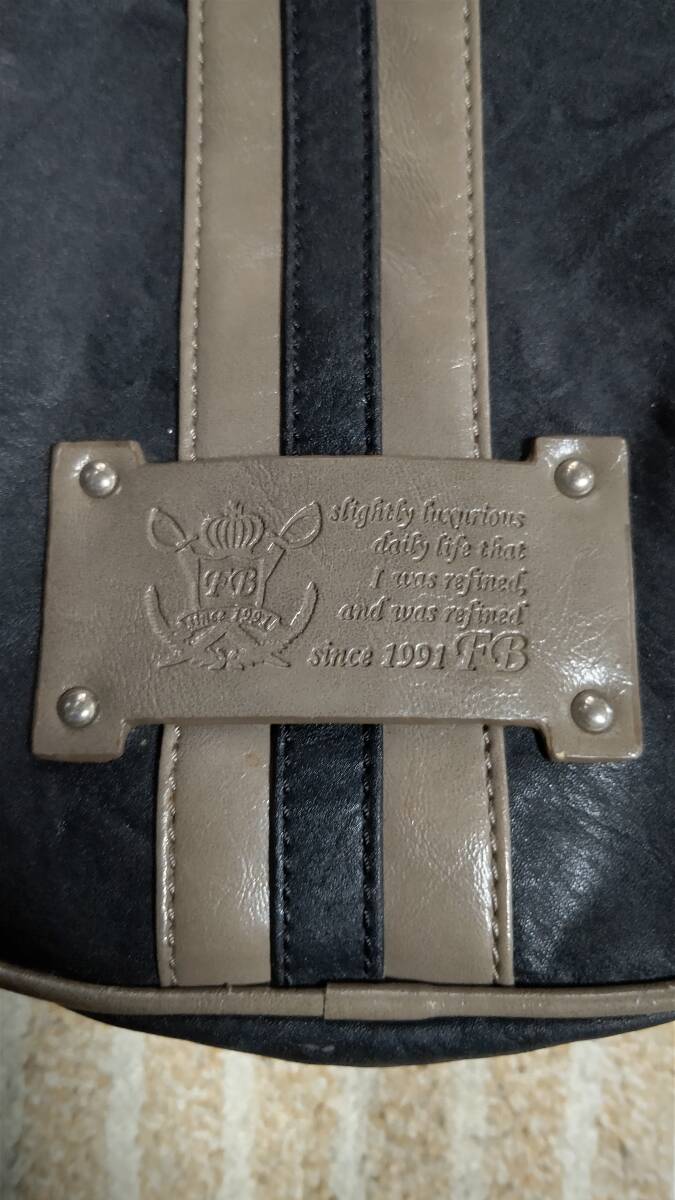 FB
since 1991
slightly luxurious
daily life that
I was refined,
and was refined
since 1991 FB